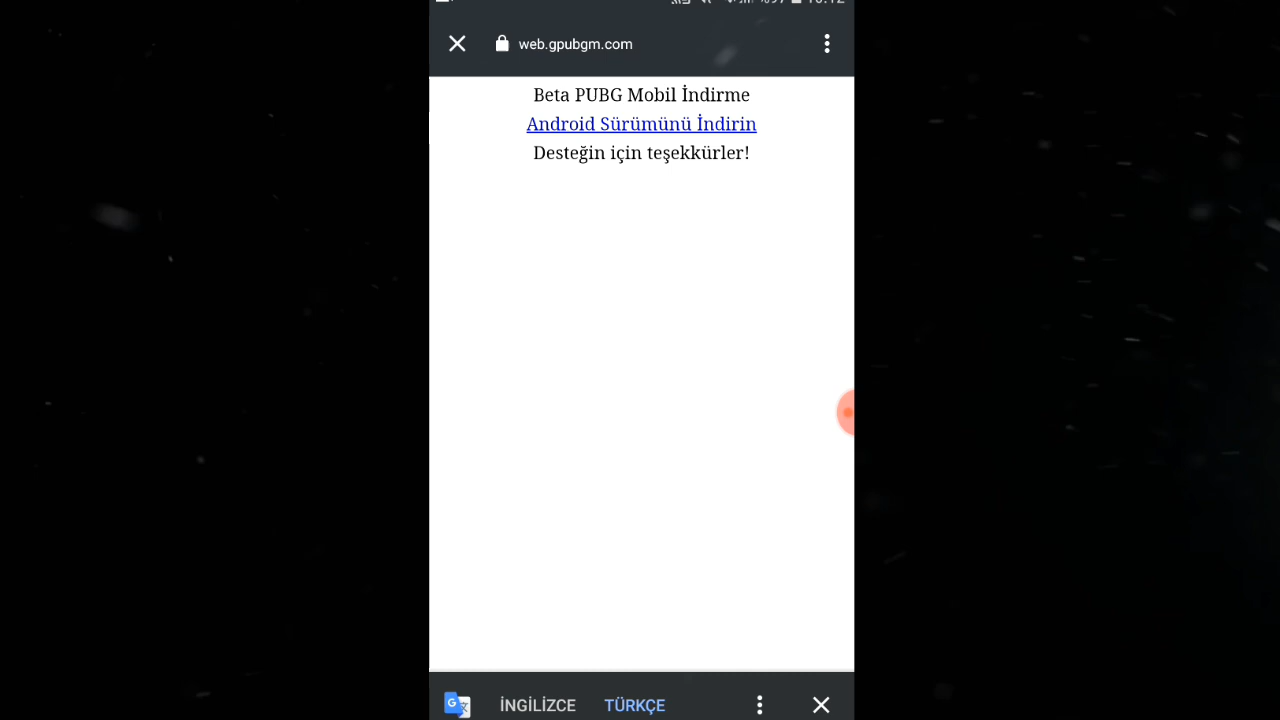 web.gpubgm.com
Beta PUBG Mobil İndirme
Android Sürümünü İndirin
Desteğin için teşekkürler!
İNGİLİZCE TÜRKÇE